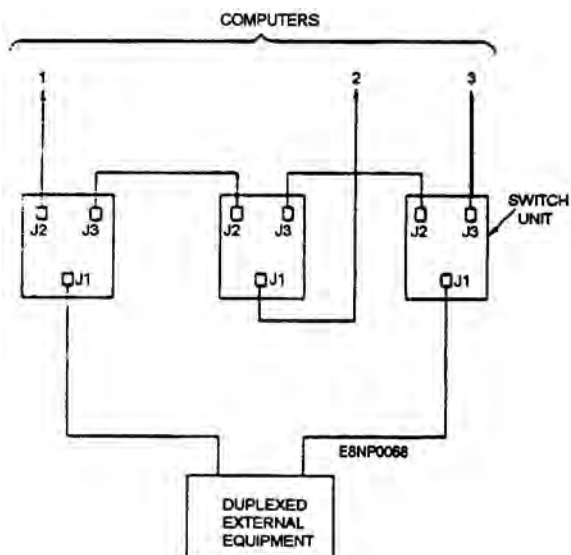 COMPUTERS
1
2
3
J2
J3
J2
J3
J2
J3
SWITCH
UNIT
J1
J1
J1
E8NP0068
DUPLEXED
EXTERNAL
EQUIPMENT